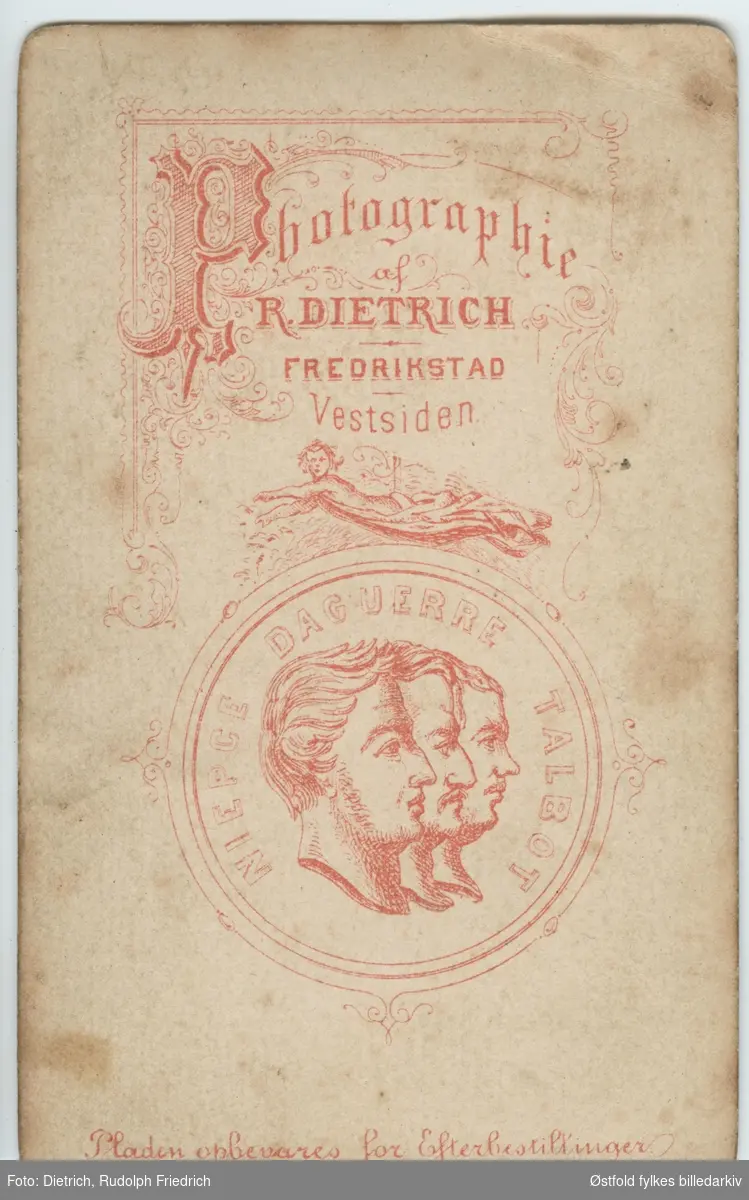 Photographie
af
R. DIETRICH
FREDRIKSTAD
Vestsiden.
NIEPCE DAGUERRE TALBOT
Pladen opbevares for Efterbestillinger
Foto: Dietrich, Rudolph Friedrich
Østfold fylkes billedarkiv